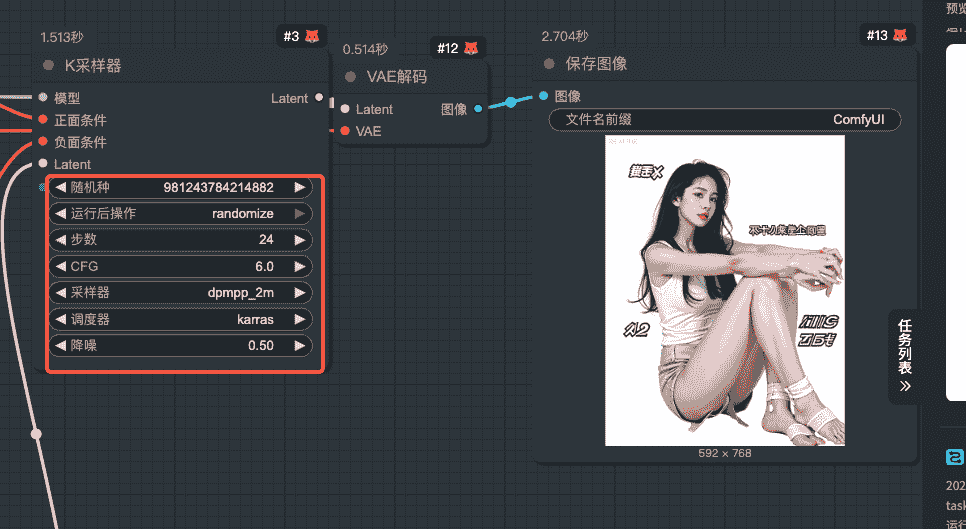 1.513秒
#3
K采样器
模型
Latent
正面条件
负面条件
Latent
随机种 981243784214882
运行后操作 randomize
步数 24
CFG 6.0
采样器 dpmpp_2m
调度器 karras
降噪 0.50
0.514秒
#12
VAE解码
Latent 图像
VAE
2.704秒
#13
保存图像
图像
文件名前缀 ComfyUI
592 × 768
任务列表
预览
202
task
运行